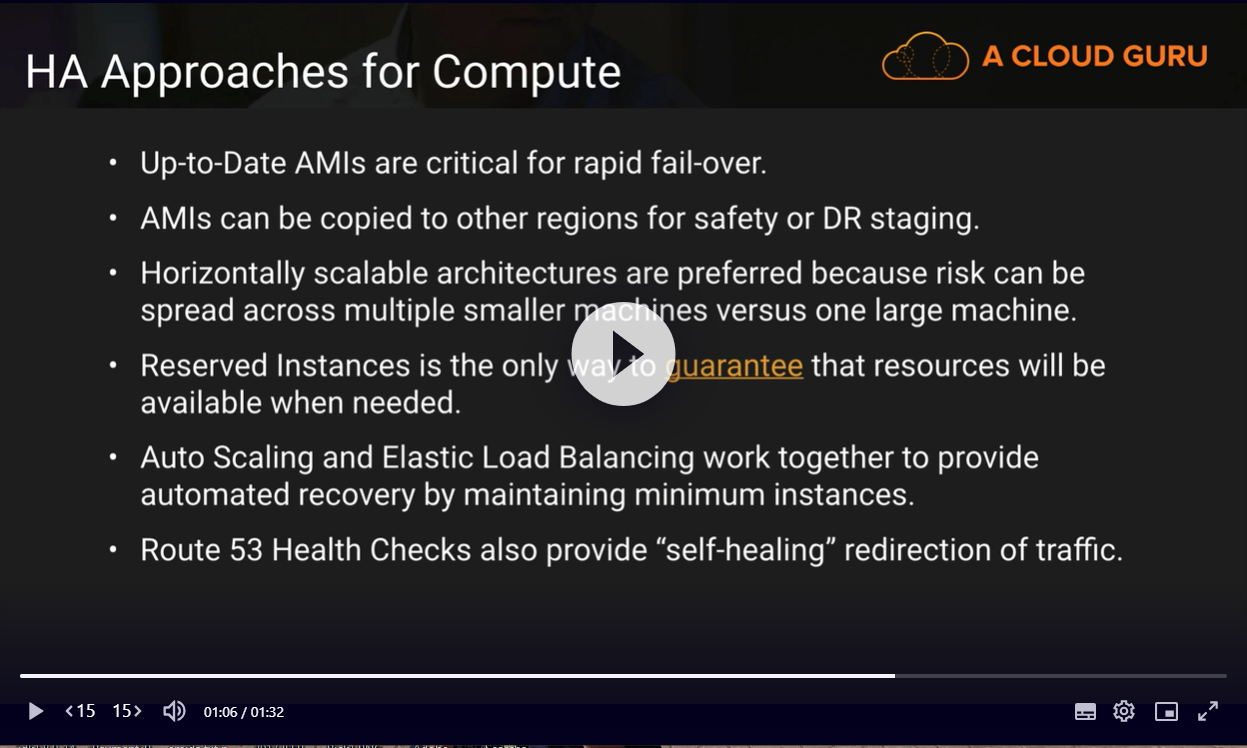 HA Approaches for Compute
A CLOUD GURU
• Up-to-Date AMIs are critical for rapid fail-over.
• AMIs can be copied to other regions for safety or DR staging.
• Horizontally scalable architectures are preferred because risk can be
spread across multiple smaller machines versus one large machine.
• Reserved Instances is the only way to guarantee that resources will be
available when needed.
• Auto Scaling and Elastic Load Balancing work together to provide
automated recovery by maintaining minimum instances.
• Route 53 Health Checks also provide “self-healing” redirection of traffic.
<15 15> 01:06 / 01:32